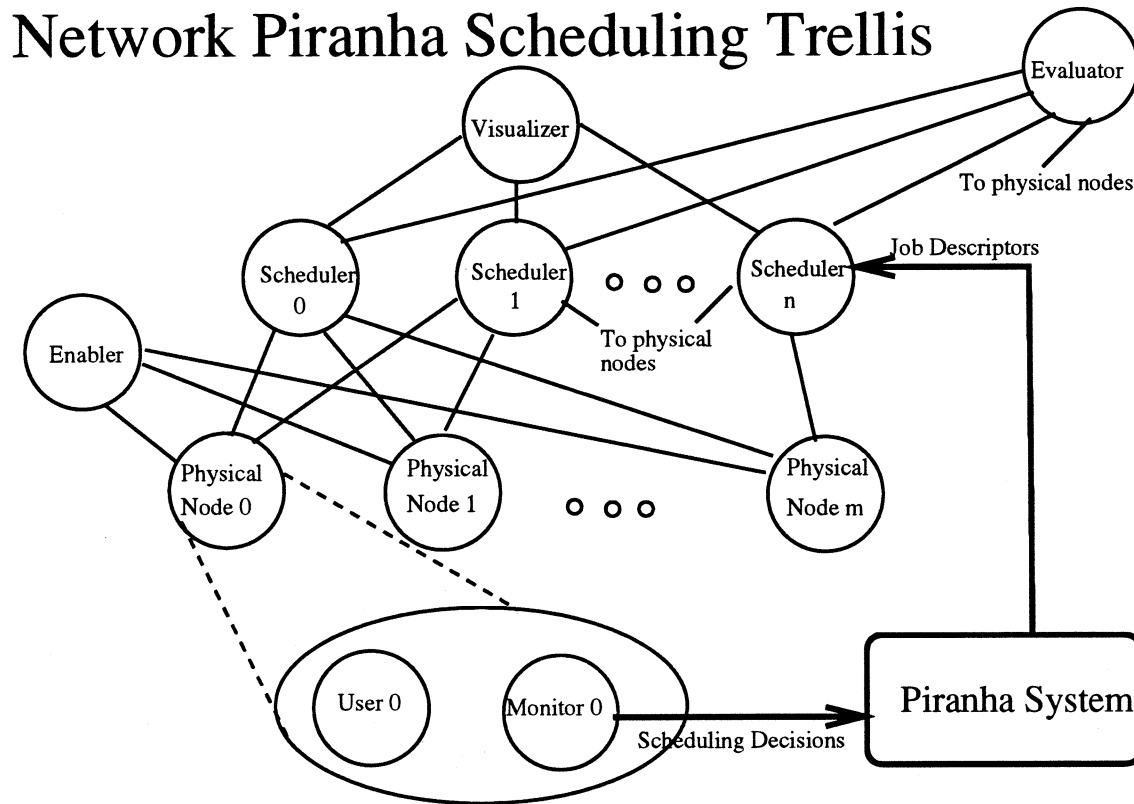 Network Piranha Scheduling Trellis
Evaluator
Visualizer
To physical nodes
Job Descriptors
Scheduler
0
Scheduler
1
Scheduler
n
To physical
nodes
Enabler
Physical
Node 0
Physical
Node 1
Physical
Node m
User 0
Monitor 0
Scheduling Decisions
Piranha System